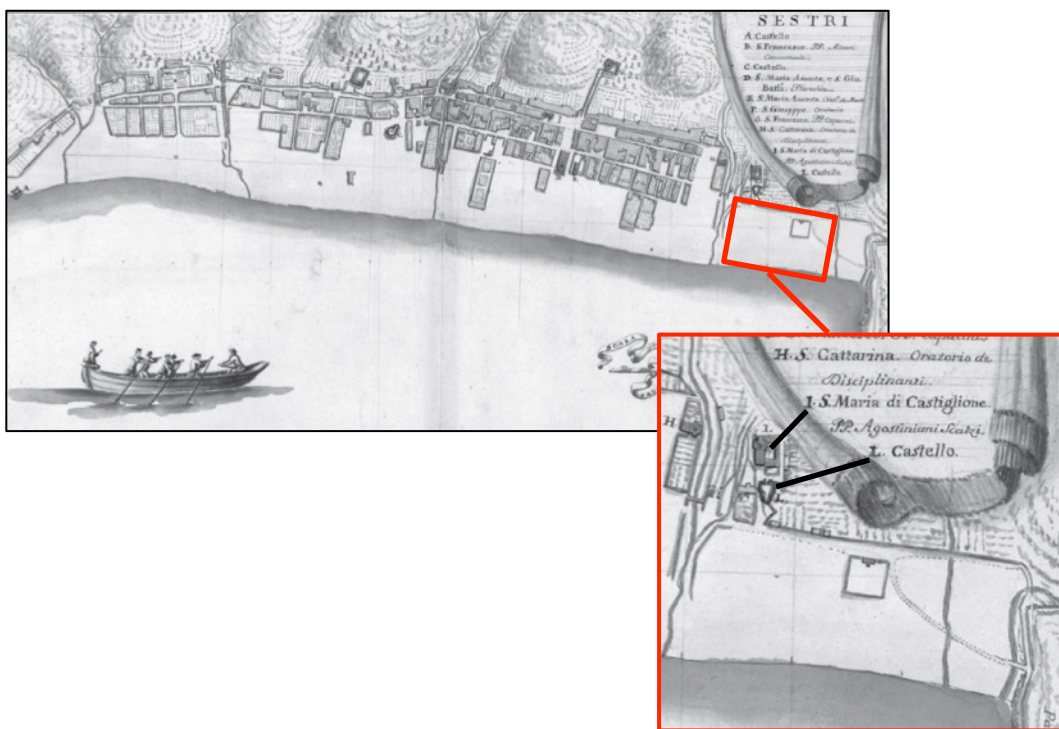 SESTRI
A. Castello
B. S. Francesco. PP. Minori
Conventuali.
C. Castello.
D. S. Maria Assunta, e S. Gio.
Batta. Parochia.
E. S. Maria Assunta
F. S. Giuseppe. Oratorio
G. S. Francesco. PP. Capucini
H. S. Cattarina. Oratorio de
Disciplinanti.
I. S. Maria di Castiglione
PP. Agostiniani Scalzi.
L. Castello
A
H. S. Cattarina. Oratorio de
Disciplinanti.
I. S. Maria di Castiglione.
PP. Agostiniani Scalzi.
L. Castello.
H
I.
L.